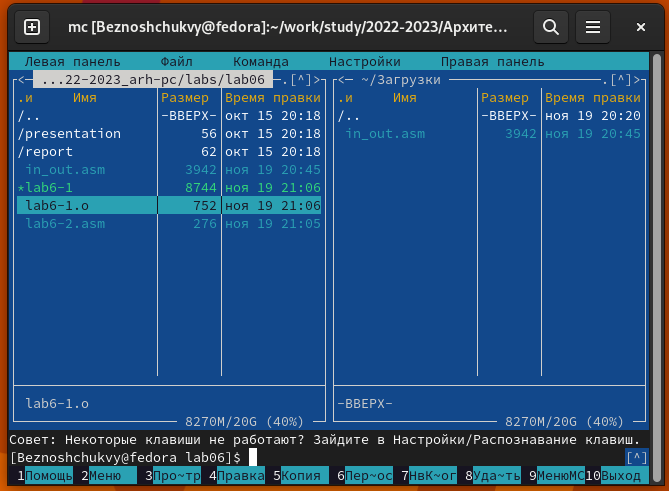 mc [Beznoshchukvy@fedora]:~/work/study/2022-2023/Архите...
Левая панель Файл Команда Настройки Правая панель
<— ...22-2023_arh-pc/labs/lab06 —.[^]>
.и Имя Размер Время правки
/.. -ВВЕРХ- окт 15 20:18
/presentation 56 окт 15 20:18
/report 62 окт 15 20:18
in_out.asm 3942 ноя 19 20:45
*lab6-1 8744 ноя 19 21:06
lab6-1.o 752 ноя 19 21:06
lab6-2.asm 276 ноя 19 21:05
lab6-1.o
8270M/20G (40%)
<— ~/Загрузки —.[^]>
.и Имя Размер Время правки
/.. -ВВЕРХ- ноя 19 20:20
in_out.asm 3942 ноя 19 20:45
-ВВЕРХ-
8270M/20G (40%)
Совет: Некоторые клавиши не работают? Зайдите в Настройки/Распознавание клавиш.
[Beznoshchukvy@fedora lab06]$ [^]
1Помощь 2Меню 3Про~тр 4Правка 5Копия 6Пер~ос 7НвК~ог 8Уда~ть 9МенюMC 10Выход